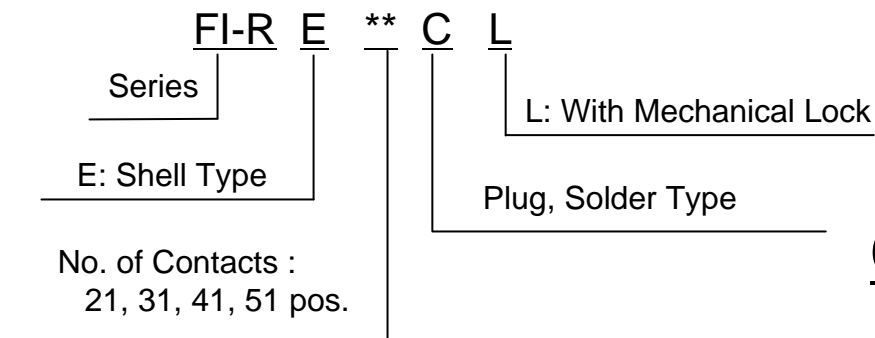 FI-R E ** C L
Series
L: With Mechanical Lock
E: Shell Type
Plug, Solder Type
No. of Contacts :
21, 31, 41, 51 pos.